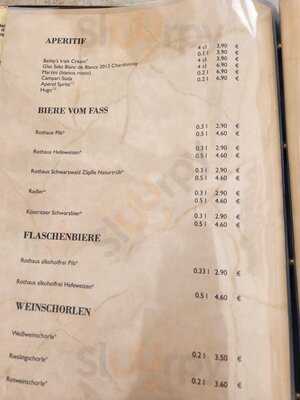 APERITIF
4 cl 3.90 €
Bailey's Irish Cream 0.1 l 3.90 €
Glas Sekt Blanc de Blancs 2012 Chardonnay 4 cl 6.90 €
Martini (bianco, rosso) 0.2 l 6.90 €
Campari Soda 0.2 l 6.90 €
Aperol Spritz
Hugo
BIERE VOM FASS
0.3 l 2.90 €
Rothaus Pils* 0.5 l 4.60 €
0.3 l 2.90 €
Rothaus Hefeweizen* 0.5 l 4.60 €
Rothaus Schwarzwald Zäpfle Naturtrüb* 0.3 l 2.90 €
0.5 l 4.60 €
Radler* 0.3 l 2.90 €
0.5 l 4.60 €
Köstritzer Schwarzbier* 0.3 l 2.90 €
0.5 l 4.60 €
FLASCHENBIERE
Rothaus alkoholfrei Pils* 0.33 l 2.90 €
Rothaus alkoholfrei Hefeweizen* 0.5 l 4.60 €
WEINSCHORLEN
Weißweinschorle*
Rieslingschorle* 0.2 l 3.50 €
Rotweinschorle* 0.2 l 3.60 €